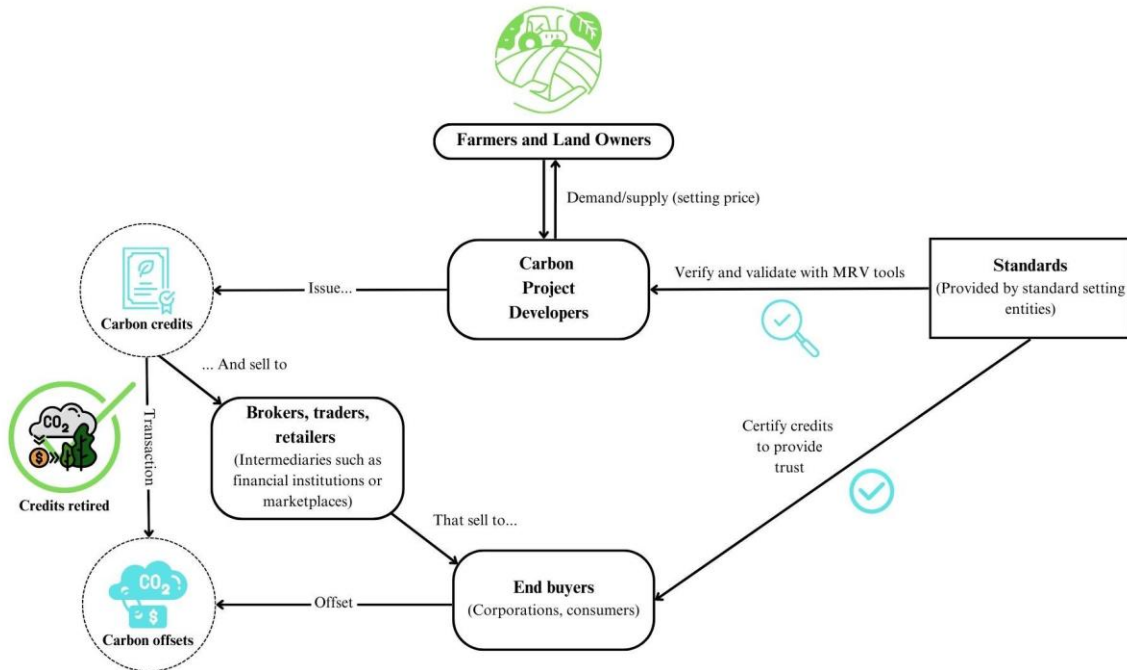 Farmers and Land Owners
Demand/supply (setting price)
Carbon
Project
Developers
Verify and validate with MRV tools
Standards
(Provided by standard setting
entities)
Issue...
Carbon credits
... And sell to
Transaction
CO2
$
Credits retired
Brokers, traders,
retailers
(Intermediaries such as
financial institutions or
marketplaces)
Certify credits
to provide
trust
That sell to...
End buyers
(Corporations, consumers)
Offset
CO2
$
Carbon offsets